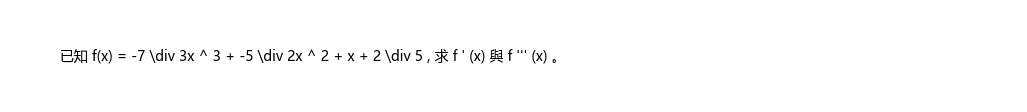 已知 f(x) = -7 \div 3x ^ 3 + -5 \div 2x ^ 2 + x + 2 \div 5 , 求 f ' (x) 與 f ''' (x) 。